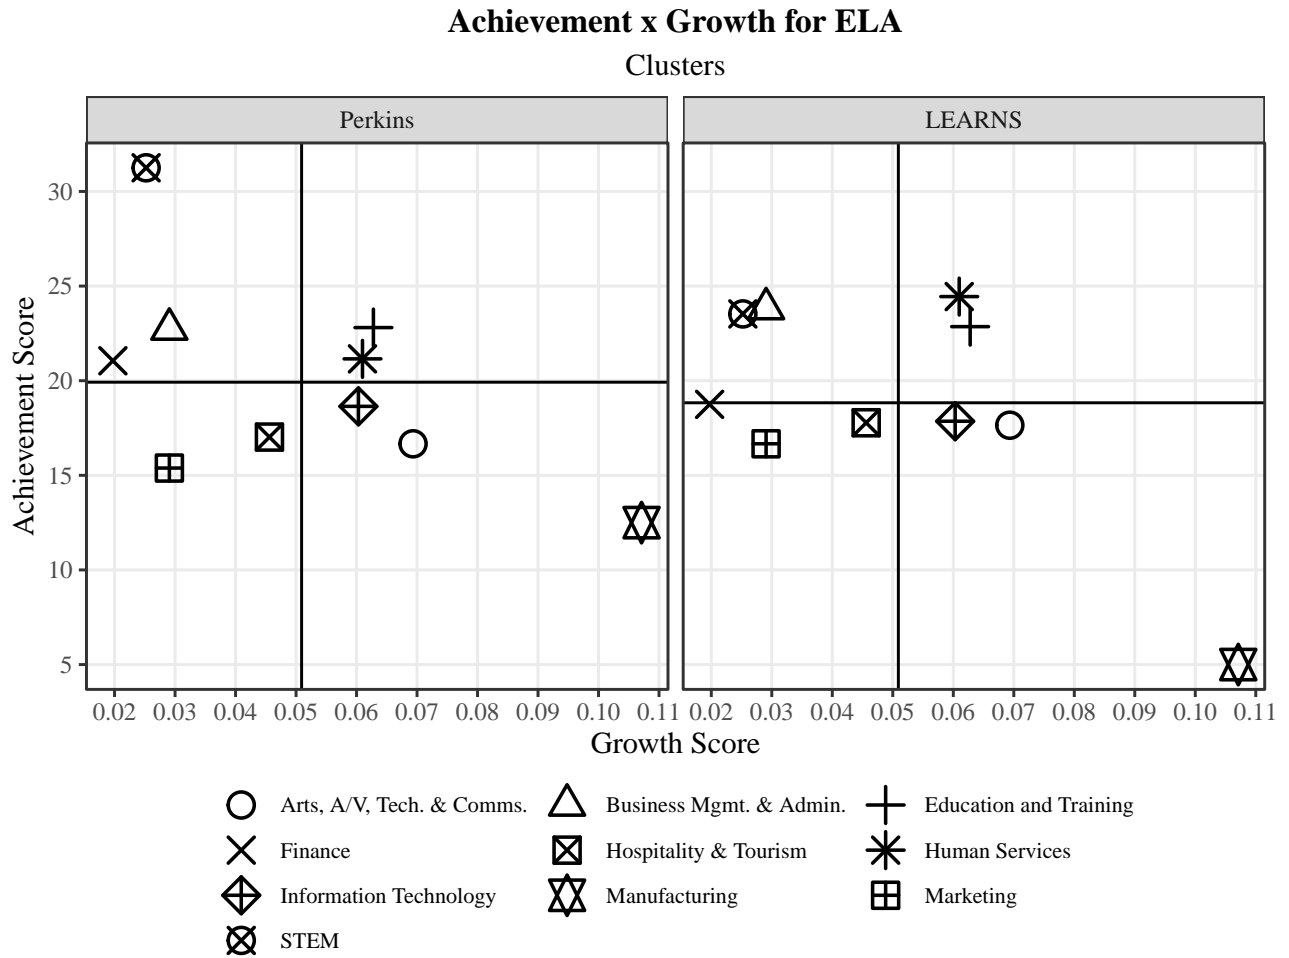 Achievement x Growth for ELA
Clusters
Perkins LEARNS
Achievement Score
30
25
20
15
10
5
0.02 0.03 0.04 0.05 0.06 0.07 0.08 0.09 0.10 0.11 0.02 0.03 0.04 0.05 0.06 0.07 0.08 0.09 0.10 0.11
Growth Score
Arts, A/V, Tech. & Comms. Business Mgmt. & Admin. Education and Training
Finance Hospitality & Tourism Human Services
Information Technology Manufacturing Marketing
STEM